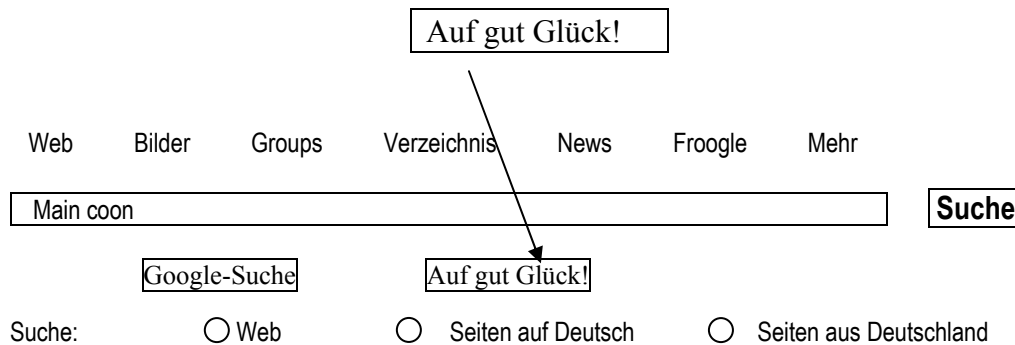 Auf gut Glück!
Web Bilder Groups Verzeichnis News Froogle Mehr
Main coon Suche
Google-Suche Auf gut Glück!
Suche: Web Seiten auf Deutsch Seiten aus Deutschland